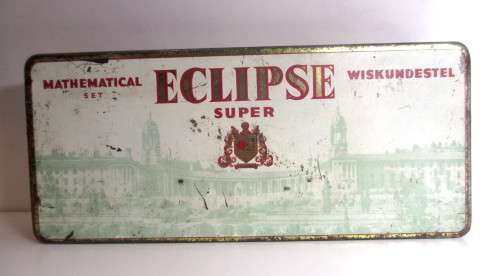 MATHEMATICAL SET
ECLIPSE
SUPER
WISKUNDESTEL